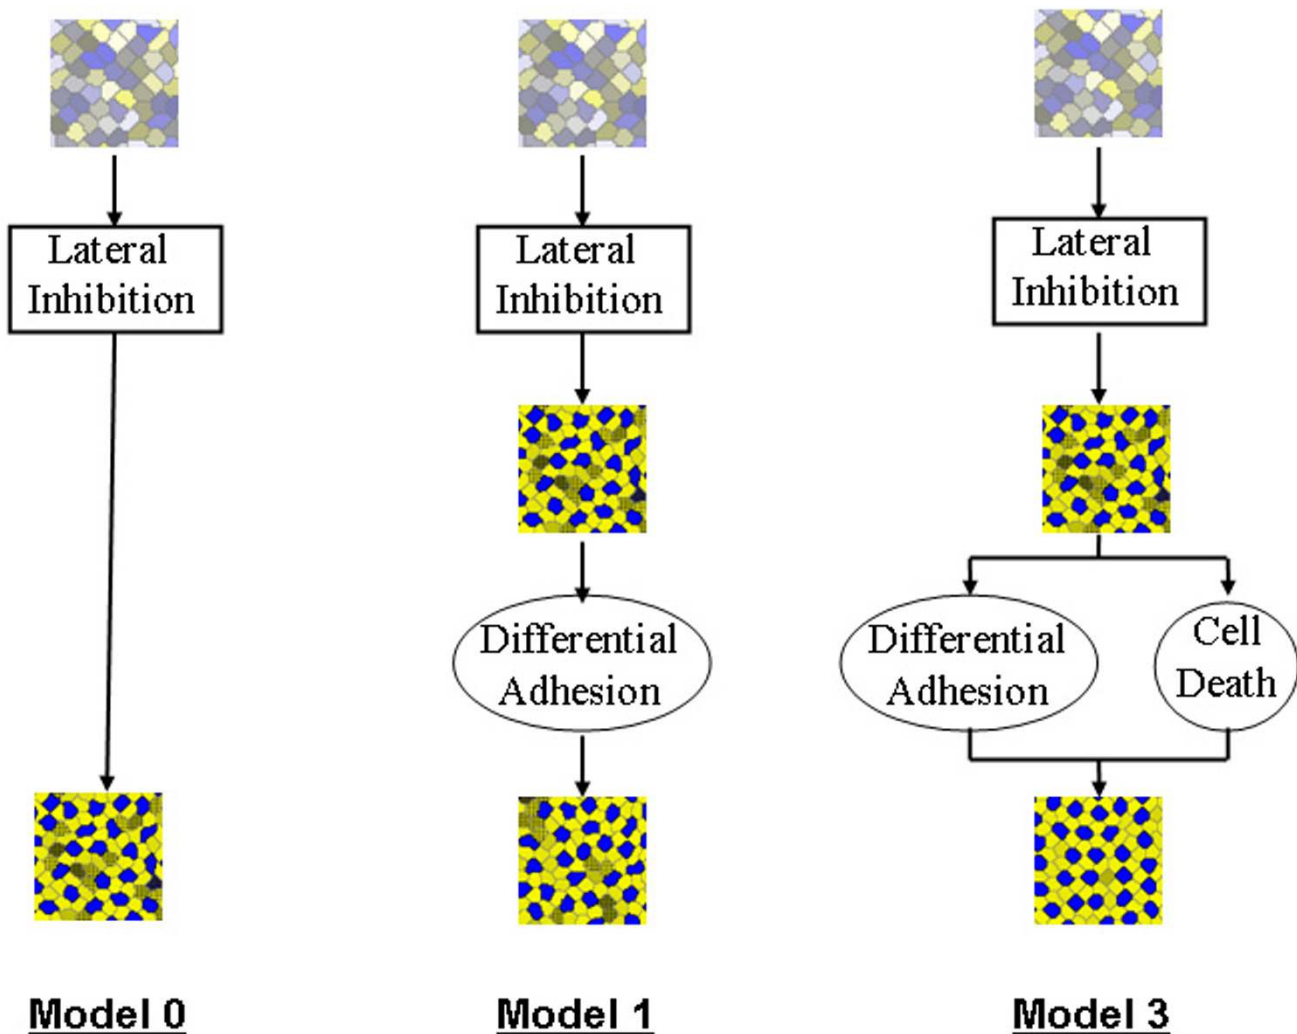 Lateral
Inhibition
Lateral
Inhibition
Lateral
Inhibition
Differential
Adhesion
Differential
Adhesion
Cell
Death
Model 0
Model 1
Model 3